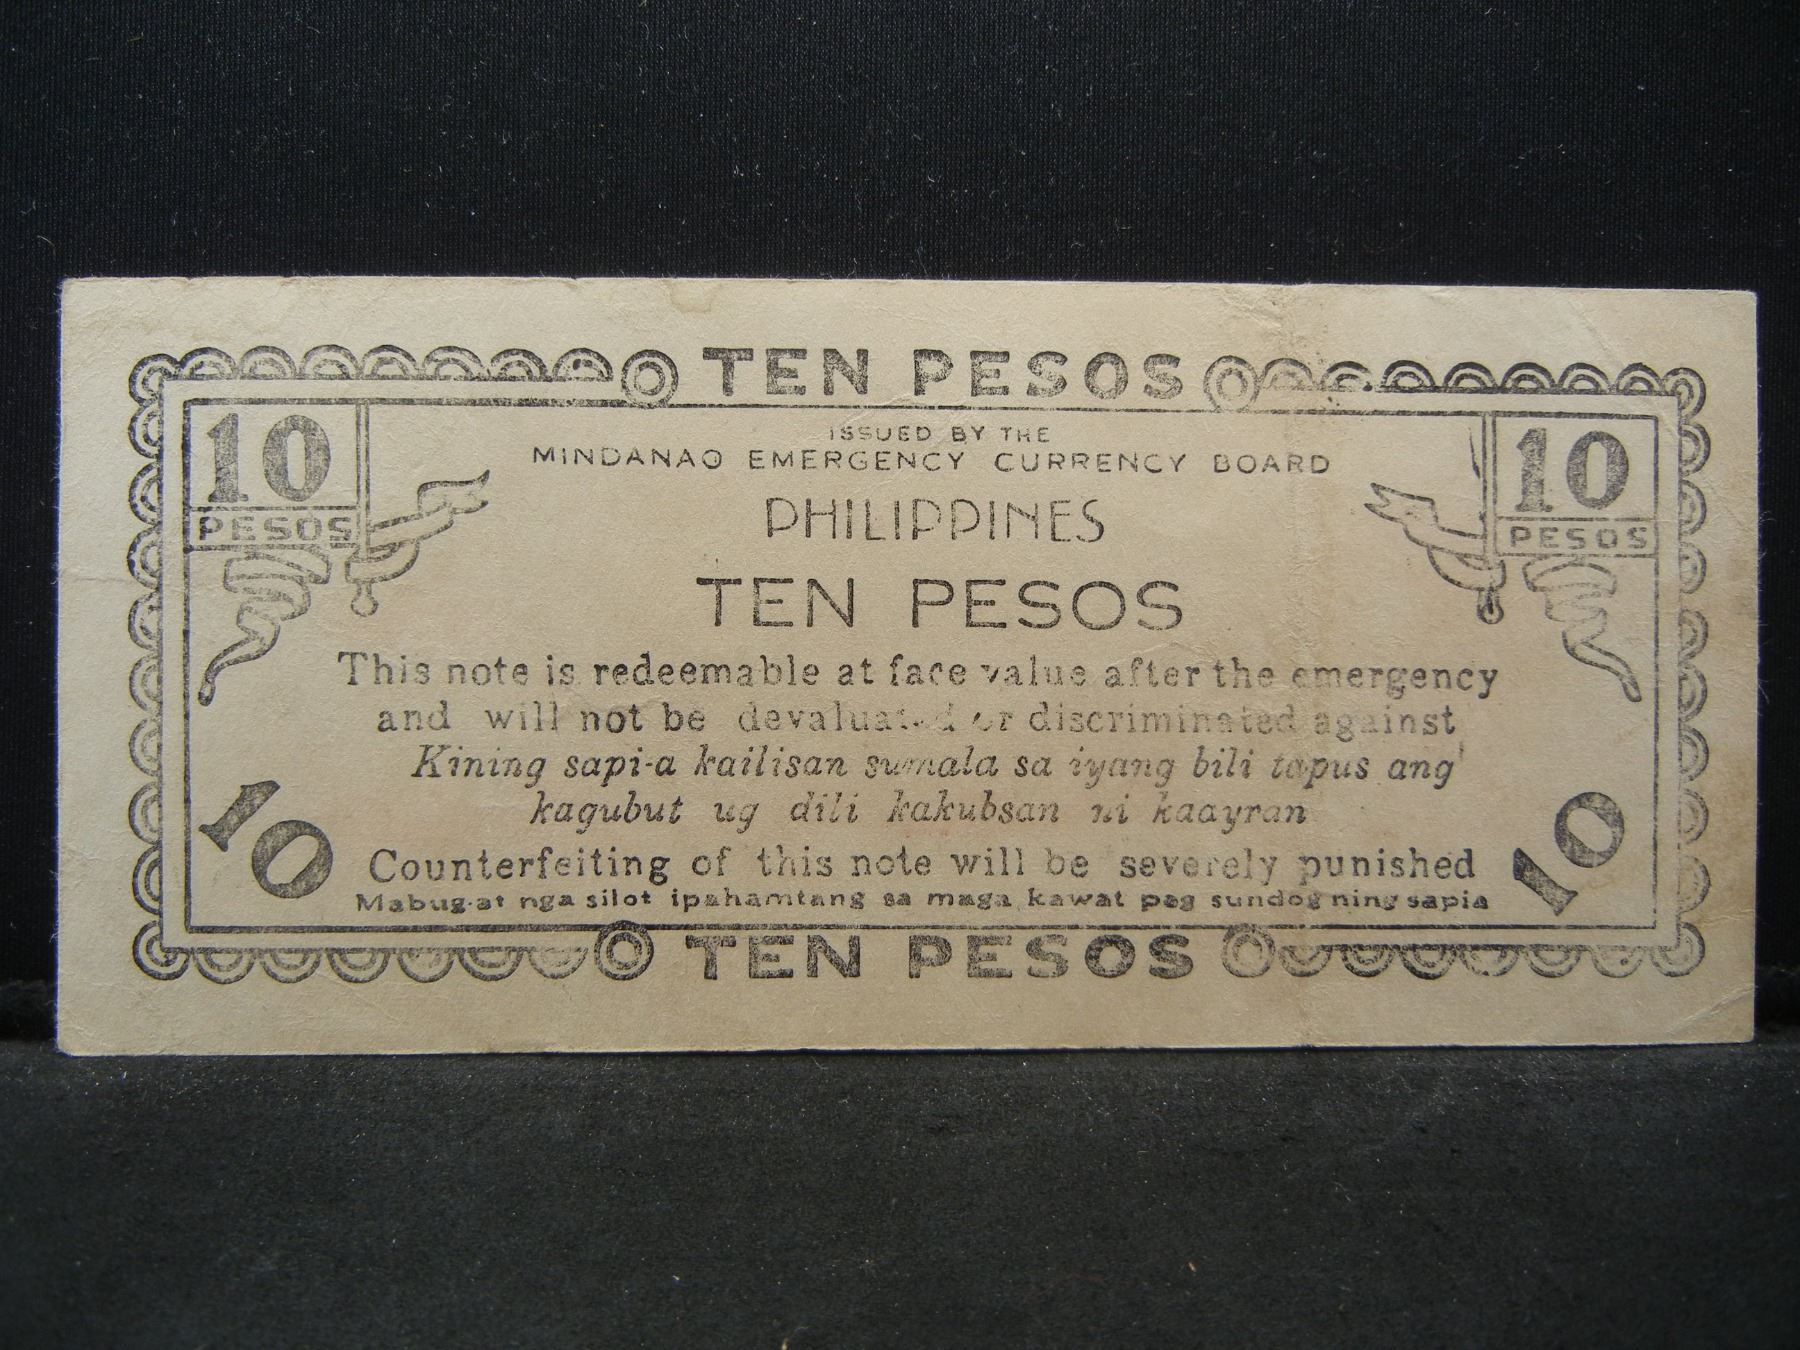 TEN PESOS
10 PESOS
10 PESOS
ISSUED BY THE
MINDANAO EMERGENCY CURRENCY BOARD
PHILIPPINES
TEN PESOS
This note is redeemable at face value after the emergency
and will not be devaluated or discriminated against
Kining sapi-a kailisan sumala sa iyang bili tapus ang
kagubut ug dili kakubsan ni kaayran
10
10
Counterfeiting of this note will be severely punished
Mabug-at nga silot ipahamtang sa maga kawat pag sundog ning sapia
TEN PESOS